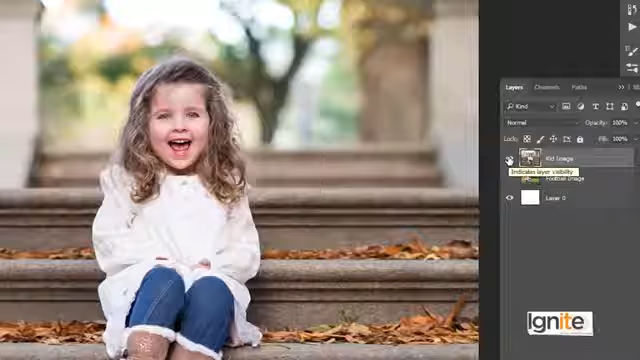 Layers Channels Paths
Kind
Normal Opacity: 100%
Lock: Fill: 100%
Kid Image
Indicates layer visibility
Football Image
Layer 0
Ignite